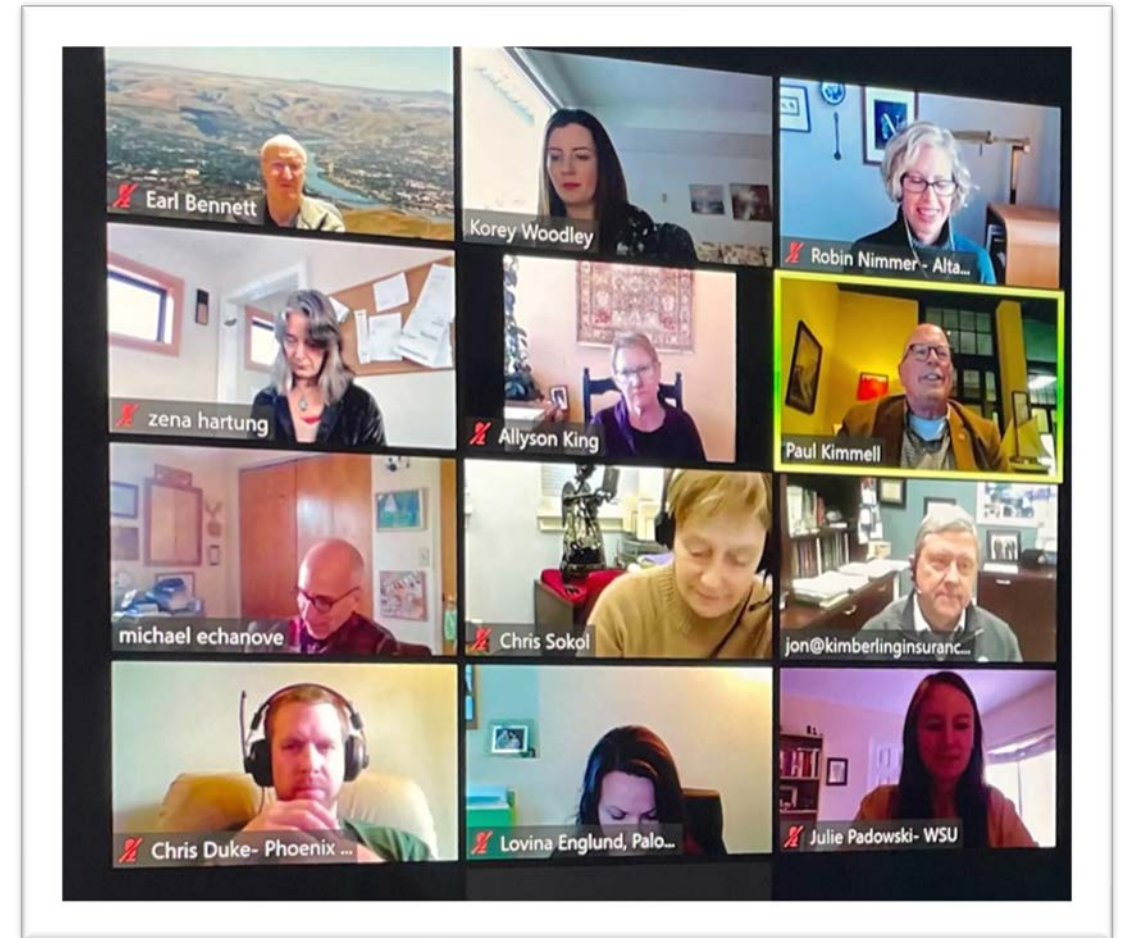 Earl Bennett
Korey Woodley
Robin Nimmer - Alta...
zena hartung
Allyson King
Paul Kimmell
michael echanove
Chris Sokol
jon@kimberlinginsuranc...
Chris Duke- Phoenix ...
Lovina Englund, Palo...
Julie Padowski- WSU